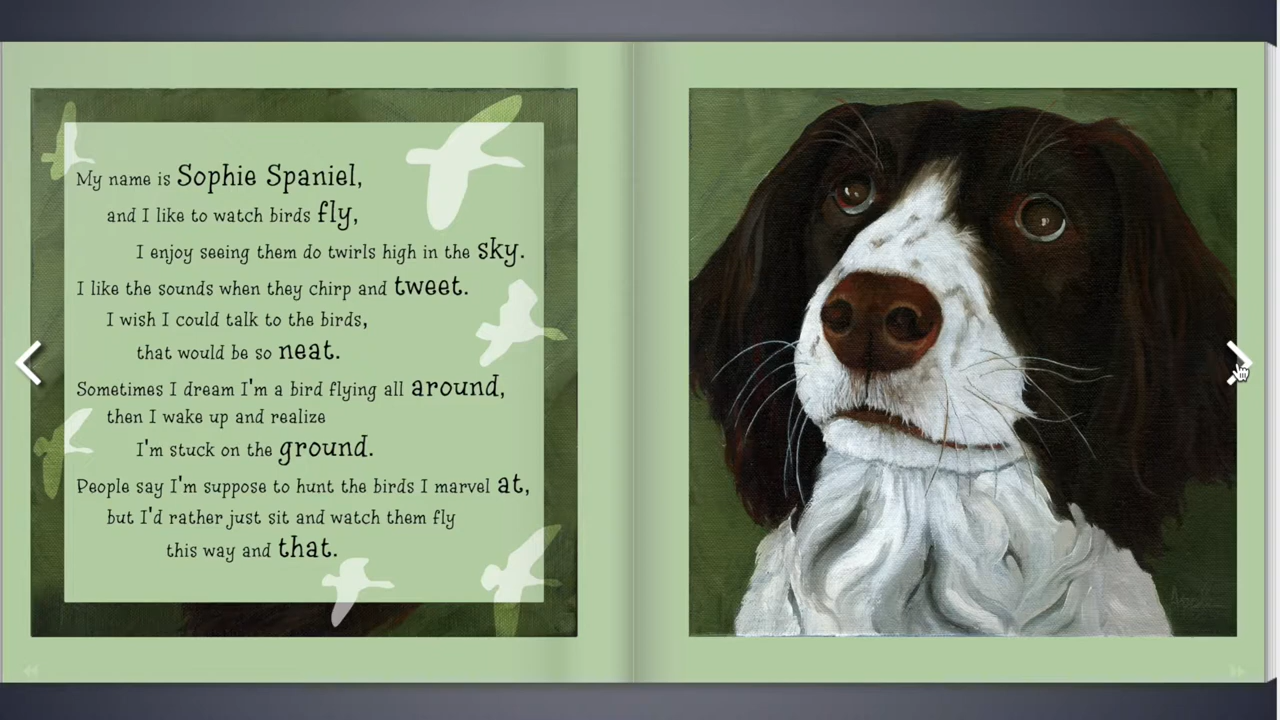 My name is Sophie Spaniel,
and I like to watch birds fly,
I enjoy seeing them do twirls high in the sky.
I like the sounds when they chirp and tweet.
I wish I could talk to the birds,
that would be so neat.
Sometimes I dream I'm a bird flying all around,
then I wake up and realize
I'm stuck on the ground.
People say I'm suppose to hunt the birds I marvel at,
but I'd rather just sit and watch them fly
this way and that.